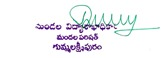 మండల విద్యాశాఖాధికారి
మండల పరిషత్
గుమ్మలక్ష్మీపురం